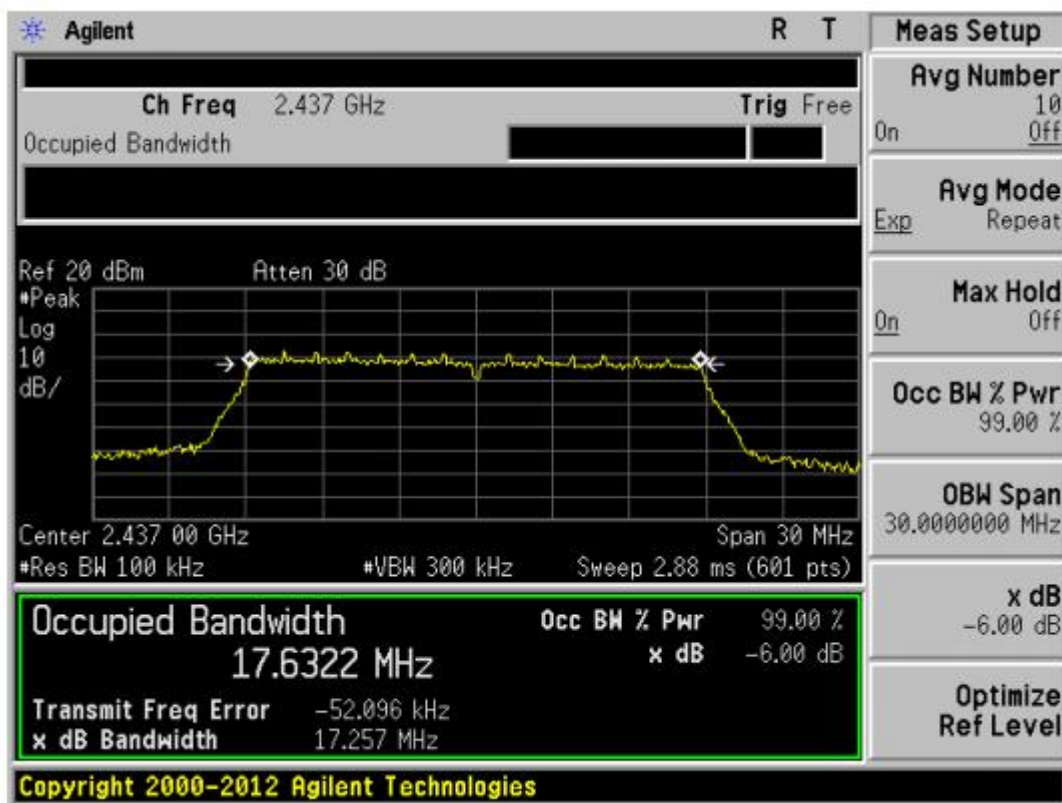 Agilent R T
Ch Freq 2.437 GHz Trig Free
Occupied Bandwidth
Ref 20 dBm Atten 30 dB
#Peak
Log
10
dB/
Center 2.437 00 GHz Span 30 MHz
#Res BW 100 kHz #VBW 300 kHz Sweep 2.88 ms (601 pts)
Occupied Bandwidth
17.6322 MHz
Occ BW % Pwr 99.00 %
x dB -6.00 dB
Transmit Freq Error -52.096 kHz
x dB Bandwidth 17.257 MHz
Copyright 2000-2012 Agilent Technologies
Meas Setup
Avg Number
10
On Off
Avg Mode
Exp Repeat
Max Hold
On Off
Occ BW % Pwr
99.00 %
OBW Span
30.0000000 MHz
x dB
-6.00 dB
Optimize
Ref Level